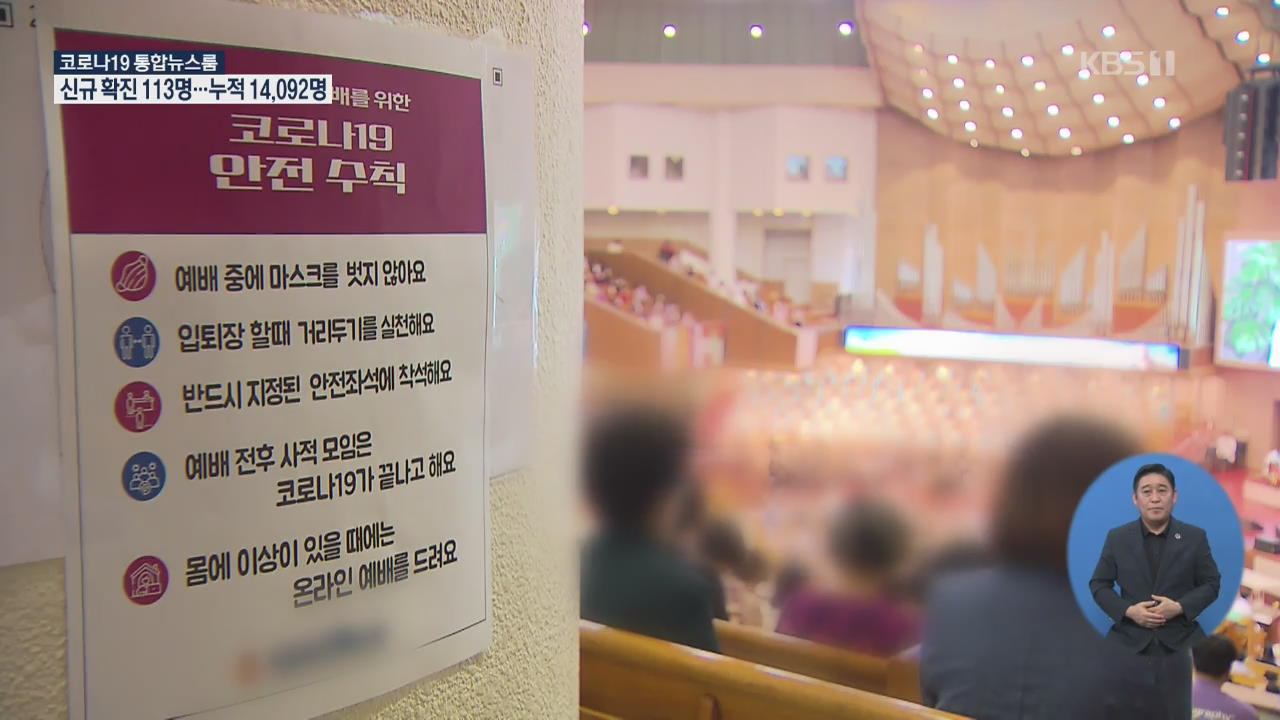 코로나19 통합뉴스룸
신규 확진 113명···누적 14,092명
KBS 1
배를 위한
코로나19
안전 수칙
예배 중에 마스크를 벗지 않아요
입퇴장 할때 거리두기를 실천해요
반드시 지정된 안전좌석에 착석해요
예배 전후 사적 모임은
코로나19가 끝나고 해요
몸에 이상이 있을 때에는
온라인 예배를 드려요